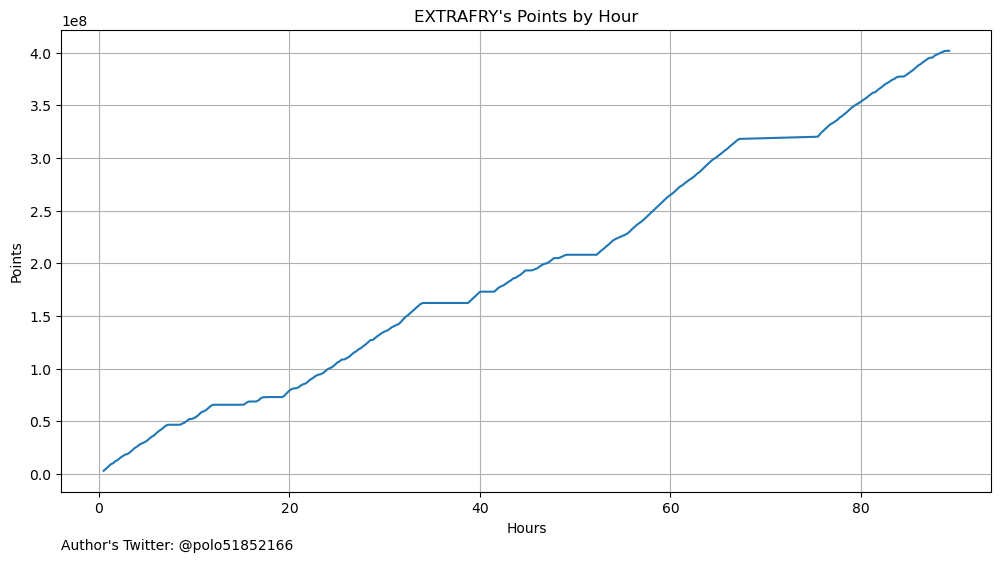 EXTRAFRY's Points by Hour
1e8
4.0
3.5
3.0
2.5
2.0
1.5
1.0
0.5
0.0
Points
0 20 40 60 80
Hours
Author's Twitter: @polo51852166